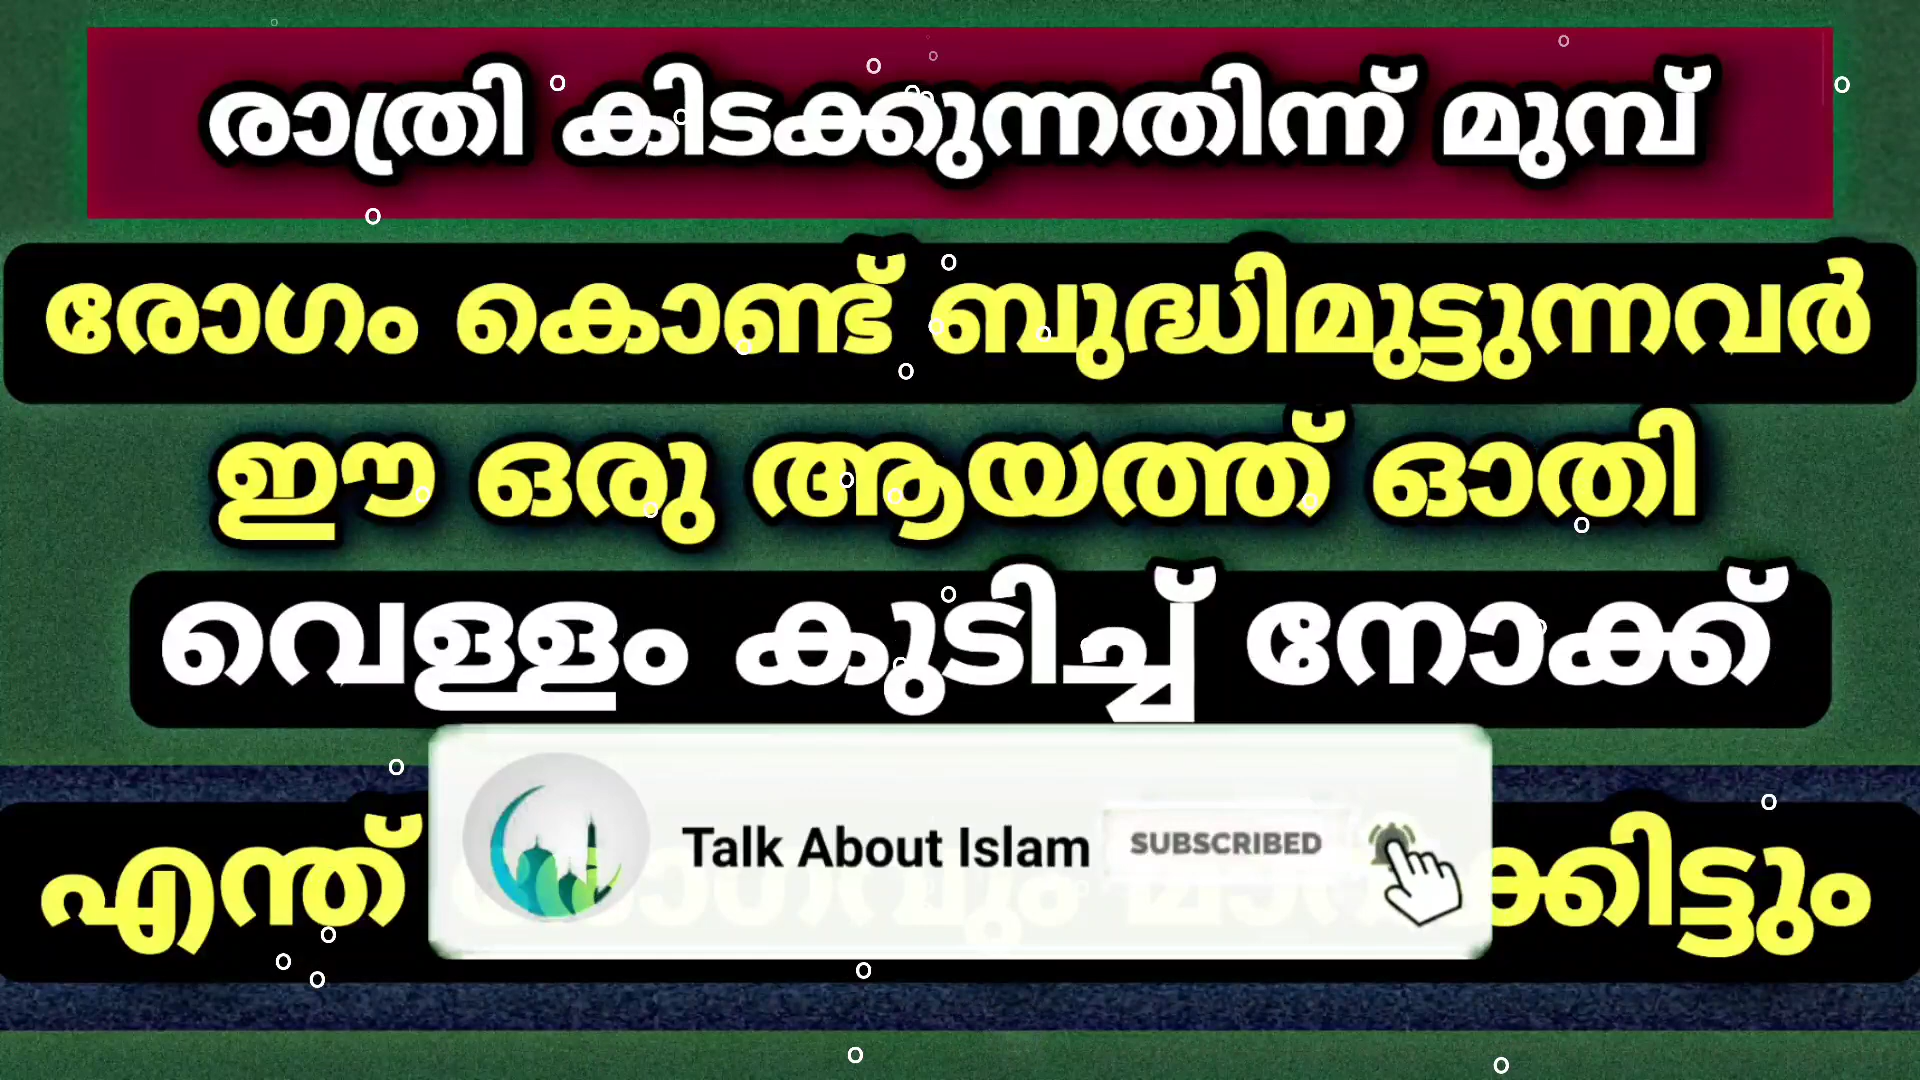 രാത്രി കിടക്കുന്നതിന്ന് മുമ്പ്
രോഗം കൊണ്ട് ബുദ്ധിമുട്ടുന്നവർ
ഈ ഒരു ആയത്ത് ഓതി
വെള്ളം കുടിച്ച് നോക്ക്
എന്ത്
Talk About Islam SUBSCRIBED